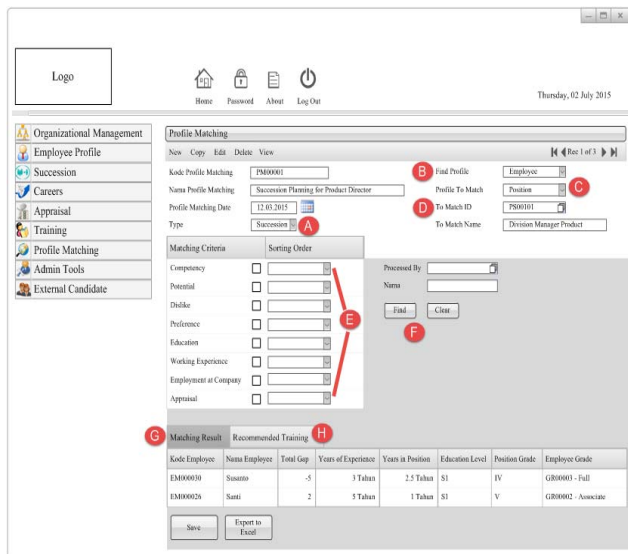 Logo
Home Password About Log Out
Thursday, 02 July 2015
Organizational Management
Employee Profile
Succession
Careers
Appraisal
Training
Profile Matching
Admin Tools
External Candidate
Profile Matching
New Copy Edit Delete View
Rec 1 of 3
Kode Profile Matching PM00001
Nama Profile Matching Succession Planning for Product Director
Profile Matching Date 12.03.2015
Type Succession A
B Find Profile Employee
Profile To Match Position C
D To Match ID PS00101
To Match Name Division Manager Product
Matching Criteria Sorting Order
Competency
Potential
Dislike
Preference
Education
Working Experience
Employment at Company
Appraisal
E
Processed By
Nama
Find Clear
F
G Matching Result Recommended Training H
Kode Employee Nama Employee Total Gap Years of Experience Years in Position Education Level Position Grade Employee Grade
EM000030 Susanto -5 3 Tahun 2.5 Tahun S1 IV GR00003 - Full
EM000026 Santi 2 5 Tahun 1 Tahun S1 V GR00002 - Associate
Save Export to Excel